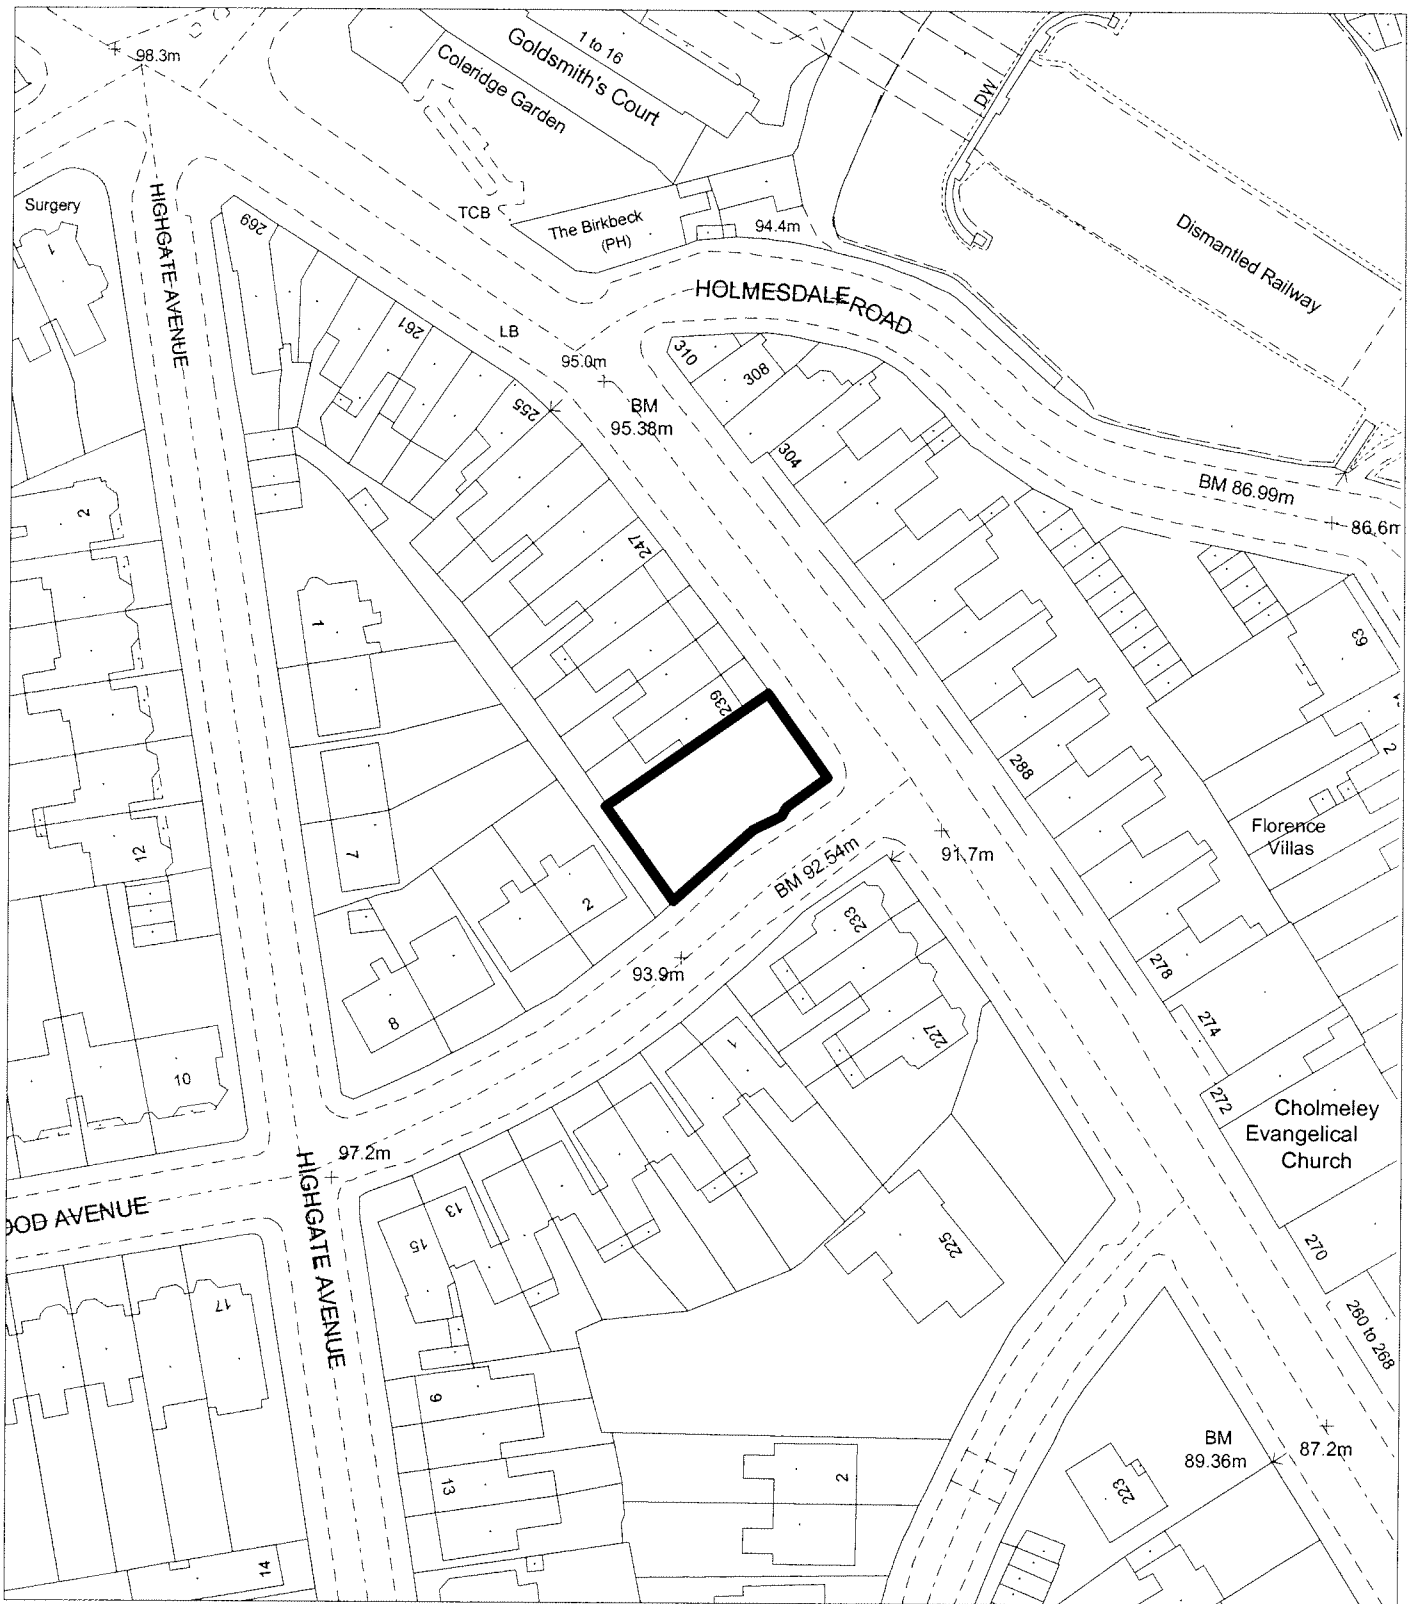 98.3m
1 to 16
Goldsmith's Court
Coleridge Garden
DW
Surgery
1
HIGHGATE AVENUE
269
TCB
The Birkbeck
(PH)
94.4m
Dismantled Railway
HOLMESDALE ROAD
261
LB
95.0m
310
308
255
BM
95.38m
304
BM 86.99m
2
247
86.6m
1
63
239
288
2
Florence
Villas
12
7
BM 92.54m
91.7m
2
233
93.9m
278
8
227
274
1
10
272
Cholmeley
Evangelical
Church
97.2m
HIGHGATE AVENUE
OOD AVENUE
13
15
225
270
17
260 to 268
9
BM
89.36m
87.2m
13
2
223
14